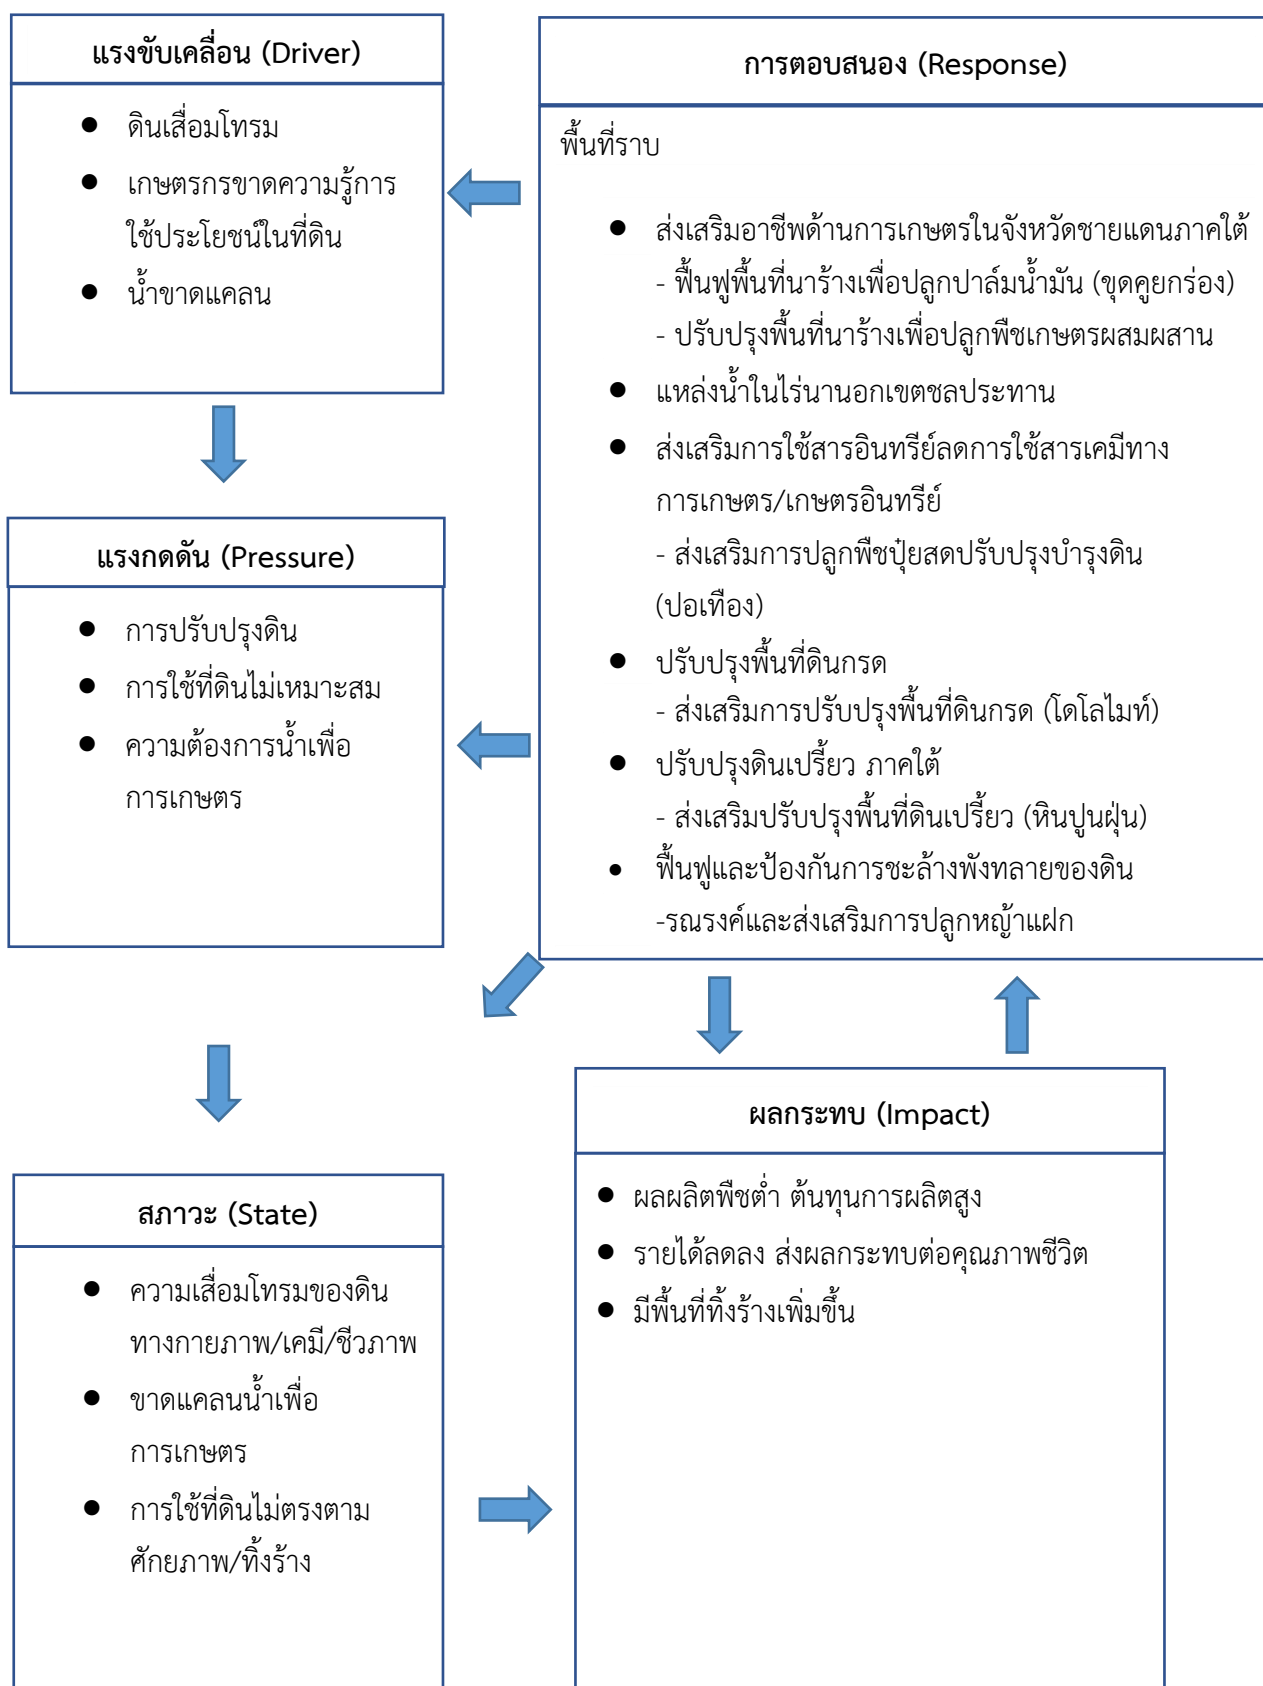 แรงขับเคลื่อน (Driver)
● ดินเสื่อมโทรม
● เกษตรกรขาดความรู้การ
ใช้ประโยชน์ในที่ดิน
● น้ำขาดแคลน
การตอบสนอง (Response)
พื้นที่ราบ
● ส่งเสริมอาชีพด้านการเกษตรในจังหวัดชายแดนภาคใต้
- ฟื้นฟูพื้นที่นาร้างเพื่อปลูกปาล์มน้ำมัน (ขุดคูยกร่อง)
- ปรับปรุงพื้นที่นาร้างเพื่อปลูกพืชเกษตรผสมผสาน
● แหล่งน้ำในไร่นานอกเขตชลประทาน
● ส่งเสริมการใช้สารอินทรีย์ลดการใช้สารเคมีทาง
การเกษตร/เกษตรอินทรีย์
- ส่งเสริมการปลูกพืชปุ๋ยสดปรับปรุงบำรุงดิน
(ปอเทือง)
● ปรับปรุงพื้นที่ดินกรด
- ส่งเสริมการปรับปรุงพื้นที่ดินกรด (โดโลไมท์)
● ปรับปรุงดินเปรี้ยว ภาคใต้
- ส่งเสริมปรับปรุงพื้นที่ดินเปรี้ยว (หินปูนฝุ่น)
● ฟื้นฟูและป้องกันการชะล้างพังทลายของดิน
-รณรงค์และส่งเสริมการปลูกหญ้าแฝก
แรงกดดัน (Pressure)
● การปรับปรุงดิน
● การใช้ที่ดินไม่เหมาะสม
● ความต้องการน้ำเพื่อ
การเกษตร
สภาวะ (State)
● ความเสื่อมโทรมของดิน
ทางกายภาพ/เคมี/ชีวภาพ
● ขาดแคลนน้ำเพื่อ
การเกษตร
● การใช้ที่ดินไม่ตรงตาม
ศักยภาพ/ทิ้งร้าง
ผลกระทบ (Impact)
● ผลผลิตพืชต่ำ ต้นทุนการผลิตสูง
● รายได้ลดลง ส่งผลกระทบต่อคุณภาพชีวิต
● มีพื้นที่ทิ้งร้างเพิ่มขึ้น